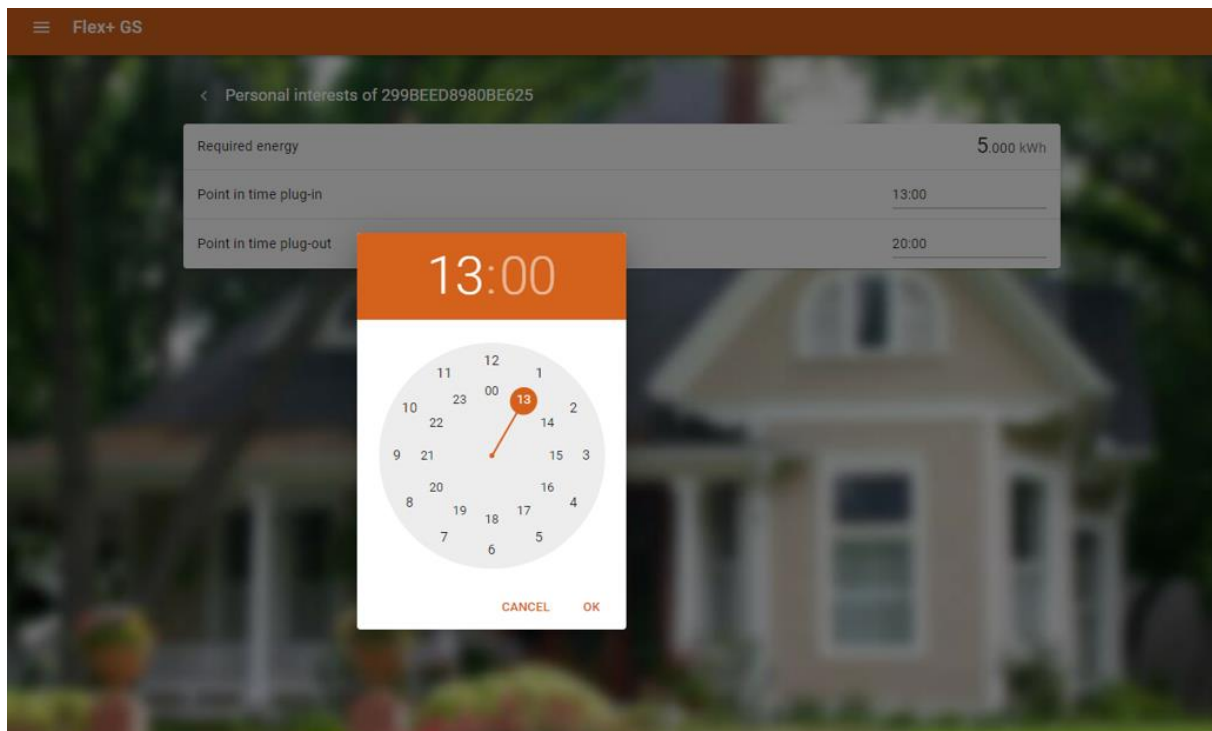 Flex+ GS
Personal interests of 299BEED8980BE625
Required energy 5.000 kWh
Point in time plug-in 13:00
Point in time plug-out 20:00
13:00
12
11 1
00
23 13
10 2
22 14
9 21 15 3
20 16
8 4
19 17
18
7 5
6
CANCEL OK